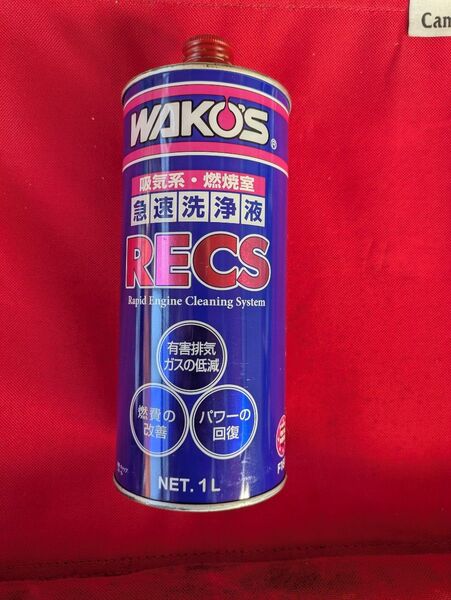 Cam
WAKO'S®
吸気系・燃焼室
急速洗浄液
RECS
Rapid Engine Cleaning System
有害排気
ガスの低減
燃費の
改善
パワーの
回復
NET. 1 L